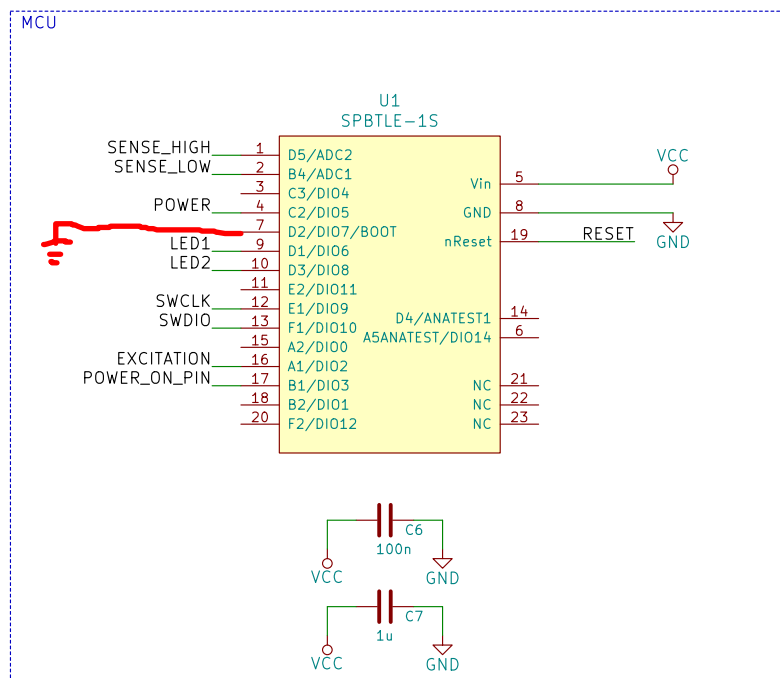 MCU
U1
SPBTLE-1S
SENSE_HIGH 1 D5/ADC2
SENSE_LOW 2 B4/ADC1
3 C3/DIO4
POWER 4 C2/DIO5
7 D2/DIO7/BOOT
LED1 9 D1/DIO6
LED2 10 D3/DIO8
11 E2/DIO11
SWCLK 12 E1/DIO9
SWDIO 13 F1/DIO10
15 A2/DIO0
EXCITATION 16 A1/DIO2
POWER_ON_PIN 17 B1/DIO3
18 B2/DIO1
20 F2/DIO12
Vin 5 VCC
GND 8 GND
nReset 19 RESET
D4/ANATEST1 14
A5ANATEST/DIO14 6
NC 21
NC 22
NC 23
C6
100n
VCC GND
C7
1u
VCC GND